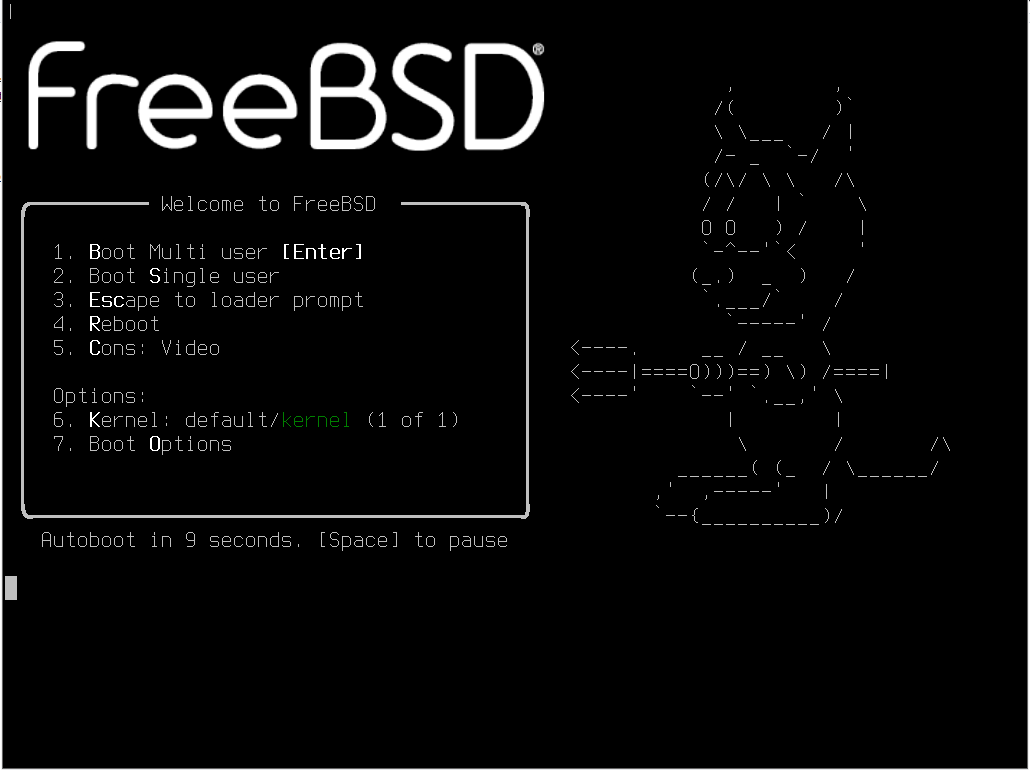 FreeBSD®
Welcome to FreeBSD
1. Boot Multi user [Enter]
2. Boot Single user
3. Escape to loader prompt
4. Reboot
5. Cons: Video
Options:
6. Kernel: default/kernel (1 of 1)
7. Boot Options
Autoboot in 9 seconds. [Space] to pause